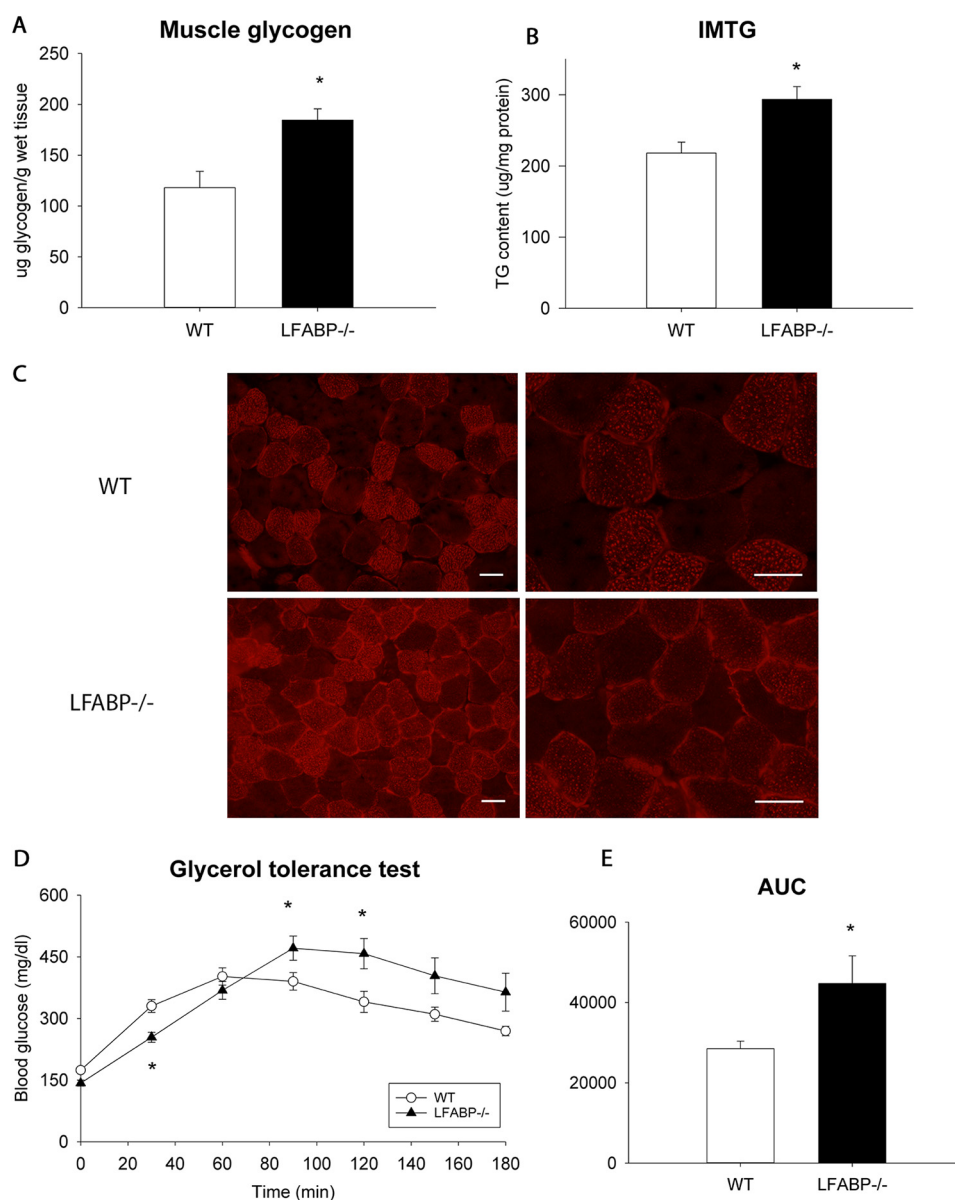 A
Muscle glycogen
ug glycogen/g wet tissue
250
200
150
100
50
0
*
WT
LFABP-/-
B
IMTG
TG content (ug/mg protein)
300
200
100
0
*
WT
LFABP-/-
C
WT
LFABP-/-
D
Glycerol tolerance test
Blood glucose (mg/dl)
600
450
300
150
0
*
*
*
WT
LFABP-/-
0 20 40 60 80 100 120 140 160 180
Time (min)
E
AUC
60000
40000
20000
0
*
WT
LFABP-/-